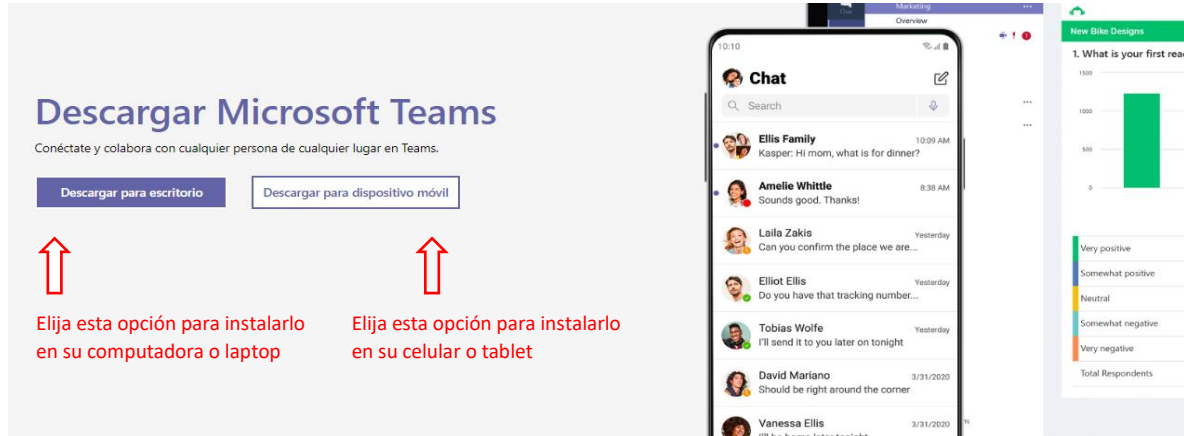 Chat
Marketing
...
Overview
Descargar Microsoft Teams
Conéctate y colabora con cualquier persona de cualquier lugar en Teams.
Descargar para escritorio
Descargar para dispositivo móvil
Elija esta opción para instalarlo
en su computadora o laptop
Elija esta opción para instalarlo
en su celular o tablet
10:10
Chat
Search
Ellis Family 10:09 AM
Kasper: Hi mom, what is for dinner?
Amelie Whittle 8:38 AM
Sounds good. Thanks!
Laila Zakis Yesterday
Can you confirm the place we are...
Elliot Ellis Yesterday
Do you have that tracking number...
Tobias Wolfe Yesterday
I'll send it to you later on tonight
David Mariano 3/31/2020
Should be right around the corner
Vanessa Ellis 3/31/2020
...
...
New Bike Designs
1. What is your first
1500
1000
500
0
Very positive
Somewhat positive
Neutral
Somewhat negative
Very negative
Total Respondents